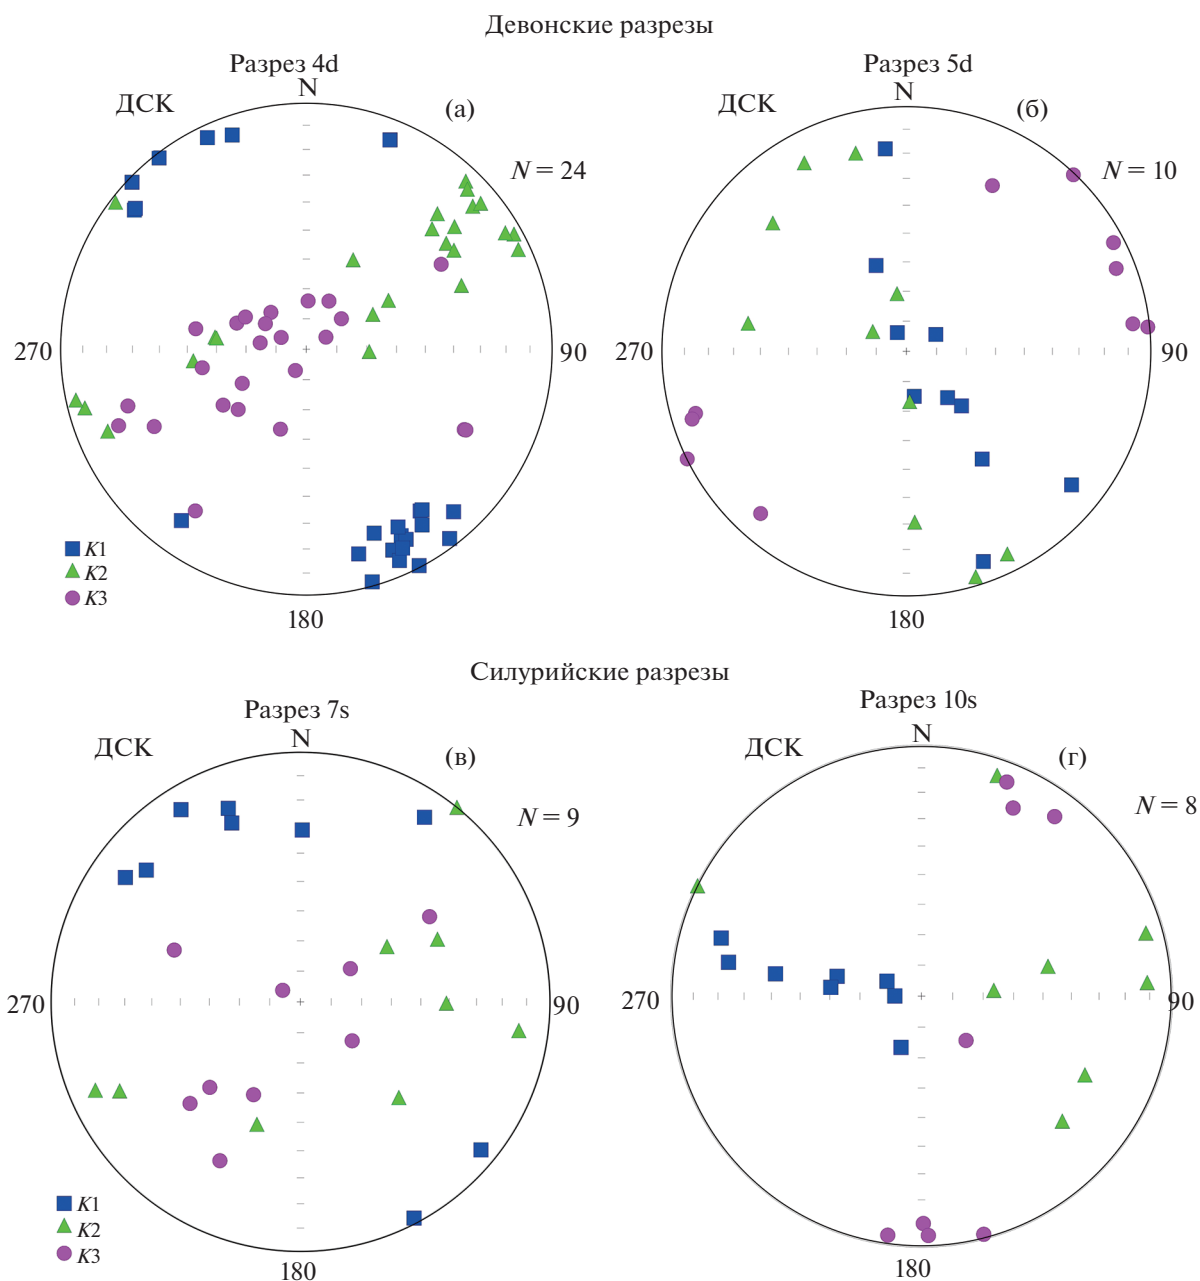 Девонские разрезы
Разрез 4d
N
ДСК
(а)
N = 24
270
90
180
K1
K2
K3
Разрез 5d
N
ДСК
(б)
N = 10
270
90
180
Силурийские разрезы
Разрез 7s
N
ДСК
(в)
N = 9
270
90
180
K1
K2
K3
Разрез 10s
N
ДСК
(г)
N = 8
270
90
180